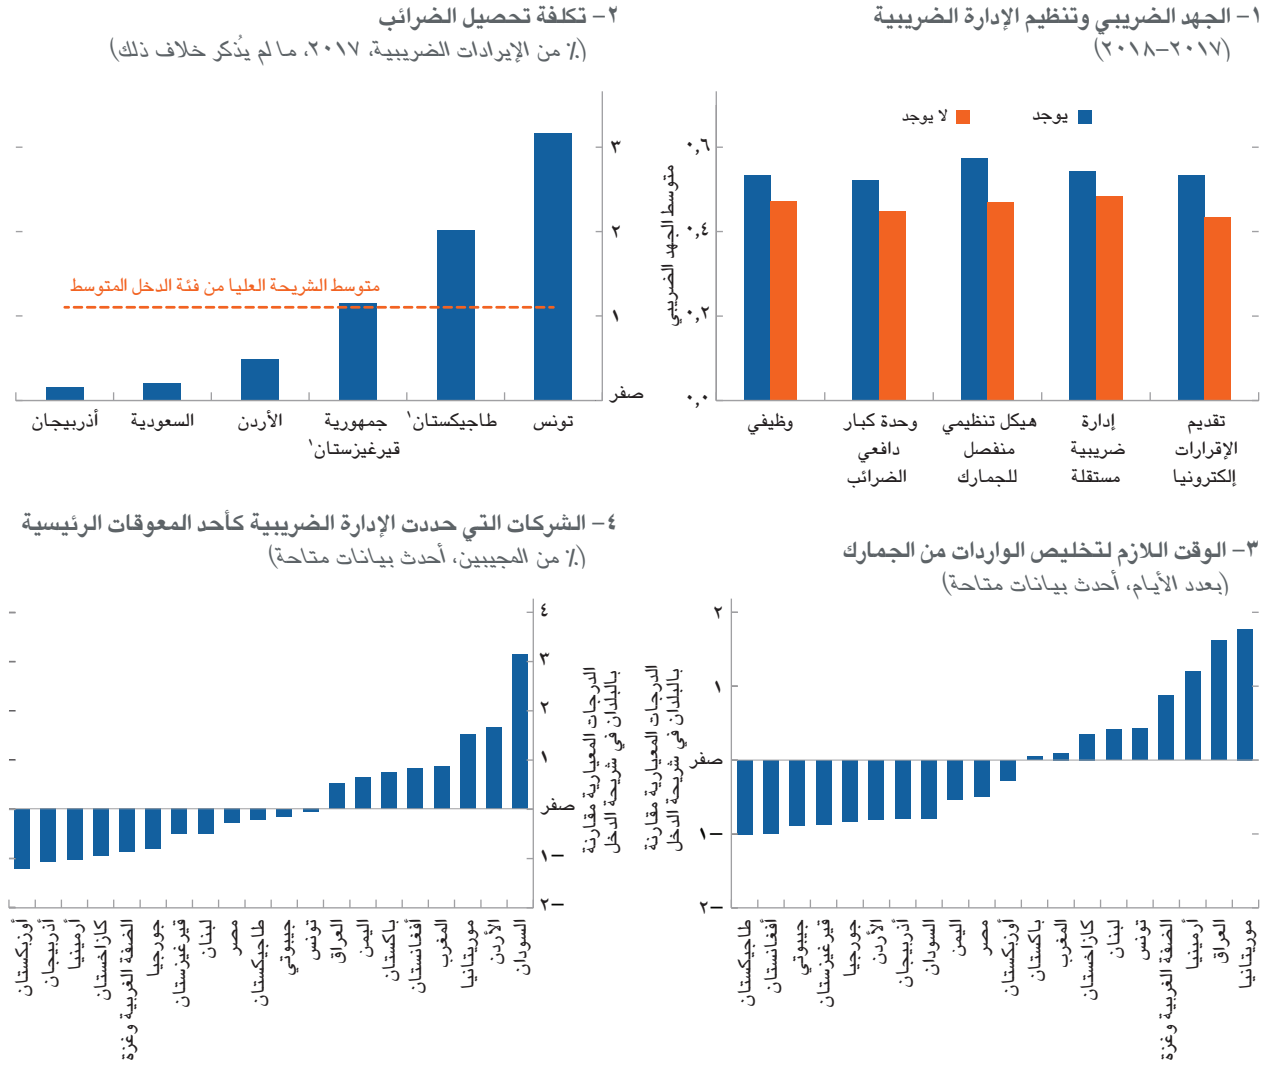 ١– الجهد الضريبي وتنظيم الإدارة الضريبية
(٢٠١٧–٢٠١٨)
يوجد
لا يوجد
متوسط الجهد الضريبي
٠,٦
٠,٤
٠,٢
٠,٠
وظيفي
وحدة كبار
دافعي
الضرائب
هيكل تنظيمي
منفصل
للجمارك
إدارة
ضريبية
مستقلة
تقديم
الإقرارات
إلكترونيا
٢– تكلفة تحصيل الضرائب
(٪ من الإيرادات الضريبية، ٢٠١٧، ما لم يُذكر خلاف ذلك)
٣
٢
١
صفر
متوسط الشريحة العليا من فئة الدخل المتوسط
تونس
طاجيكستان١
جمهورية
قيرغيزستان١
الأردن
السعودية
أذربيجان
٣– الوقت اللازم لتخليص الواردات من الجمارك
(بعدد الأيام، أحدث بيانات متاحة)
الدرجات المعيارية مقارنة
بالبلدان في شريحة الدخل
٢
١
صفر
١–
٢–
موريتانيا
العراق
أرمينيا
الضفة الغربية وغزة
تونس
لبنان
كازاخستان
المغرب
باكستان
أوزبكستان
مصر
اليمن
السودان
أذربيجان
الأردن
جورجيا
قيرغيزستان
جيبوتي
أفغانستان
طاجيكستان
٤– الشركات التي حددت الإدارة الضريبية كأحد المعوقات الرئيسية
(٪ من المجيبين، أحدث بيانات متاحة)
الدرجات المعيارية مقارنة
بالبلدان في شريحة الدخل
٤
٣
٢
١
صفر
١–
٢–
السودان
الأردن
موريتانيا
المغرب
أفغانستان
باكستان
اليمن
العراق
تونس
جيبوتي
طاجيكستان
مصر
لبنان
قيرغيزستان
جورجيا
الضفة الغربية وغزة
كازاخستان
أرمينيا
أذربيجان
أوزبكستان